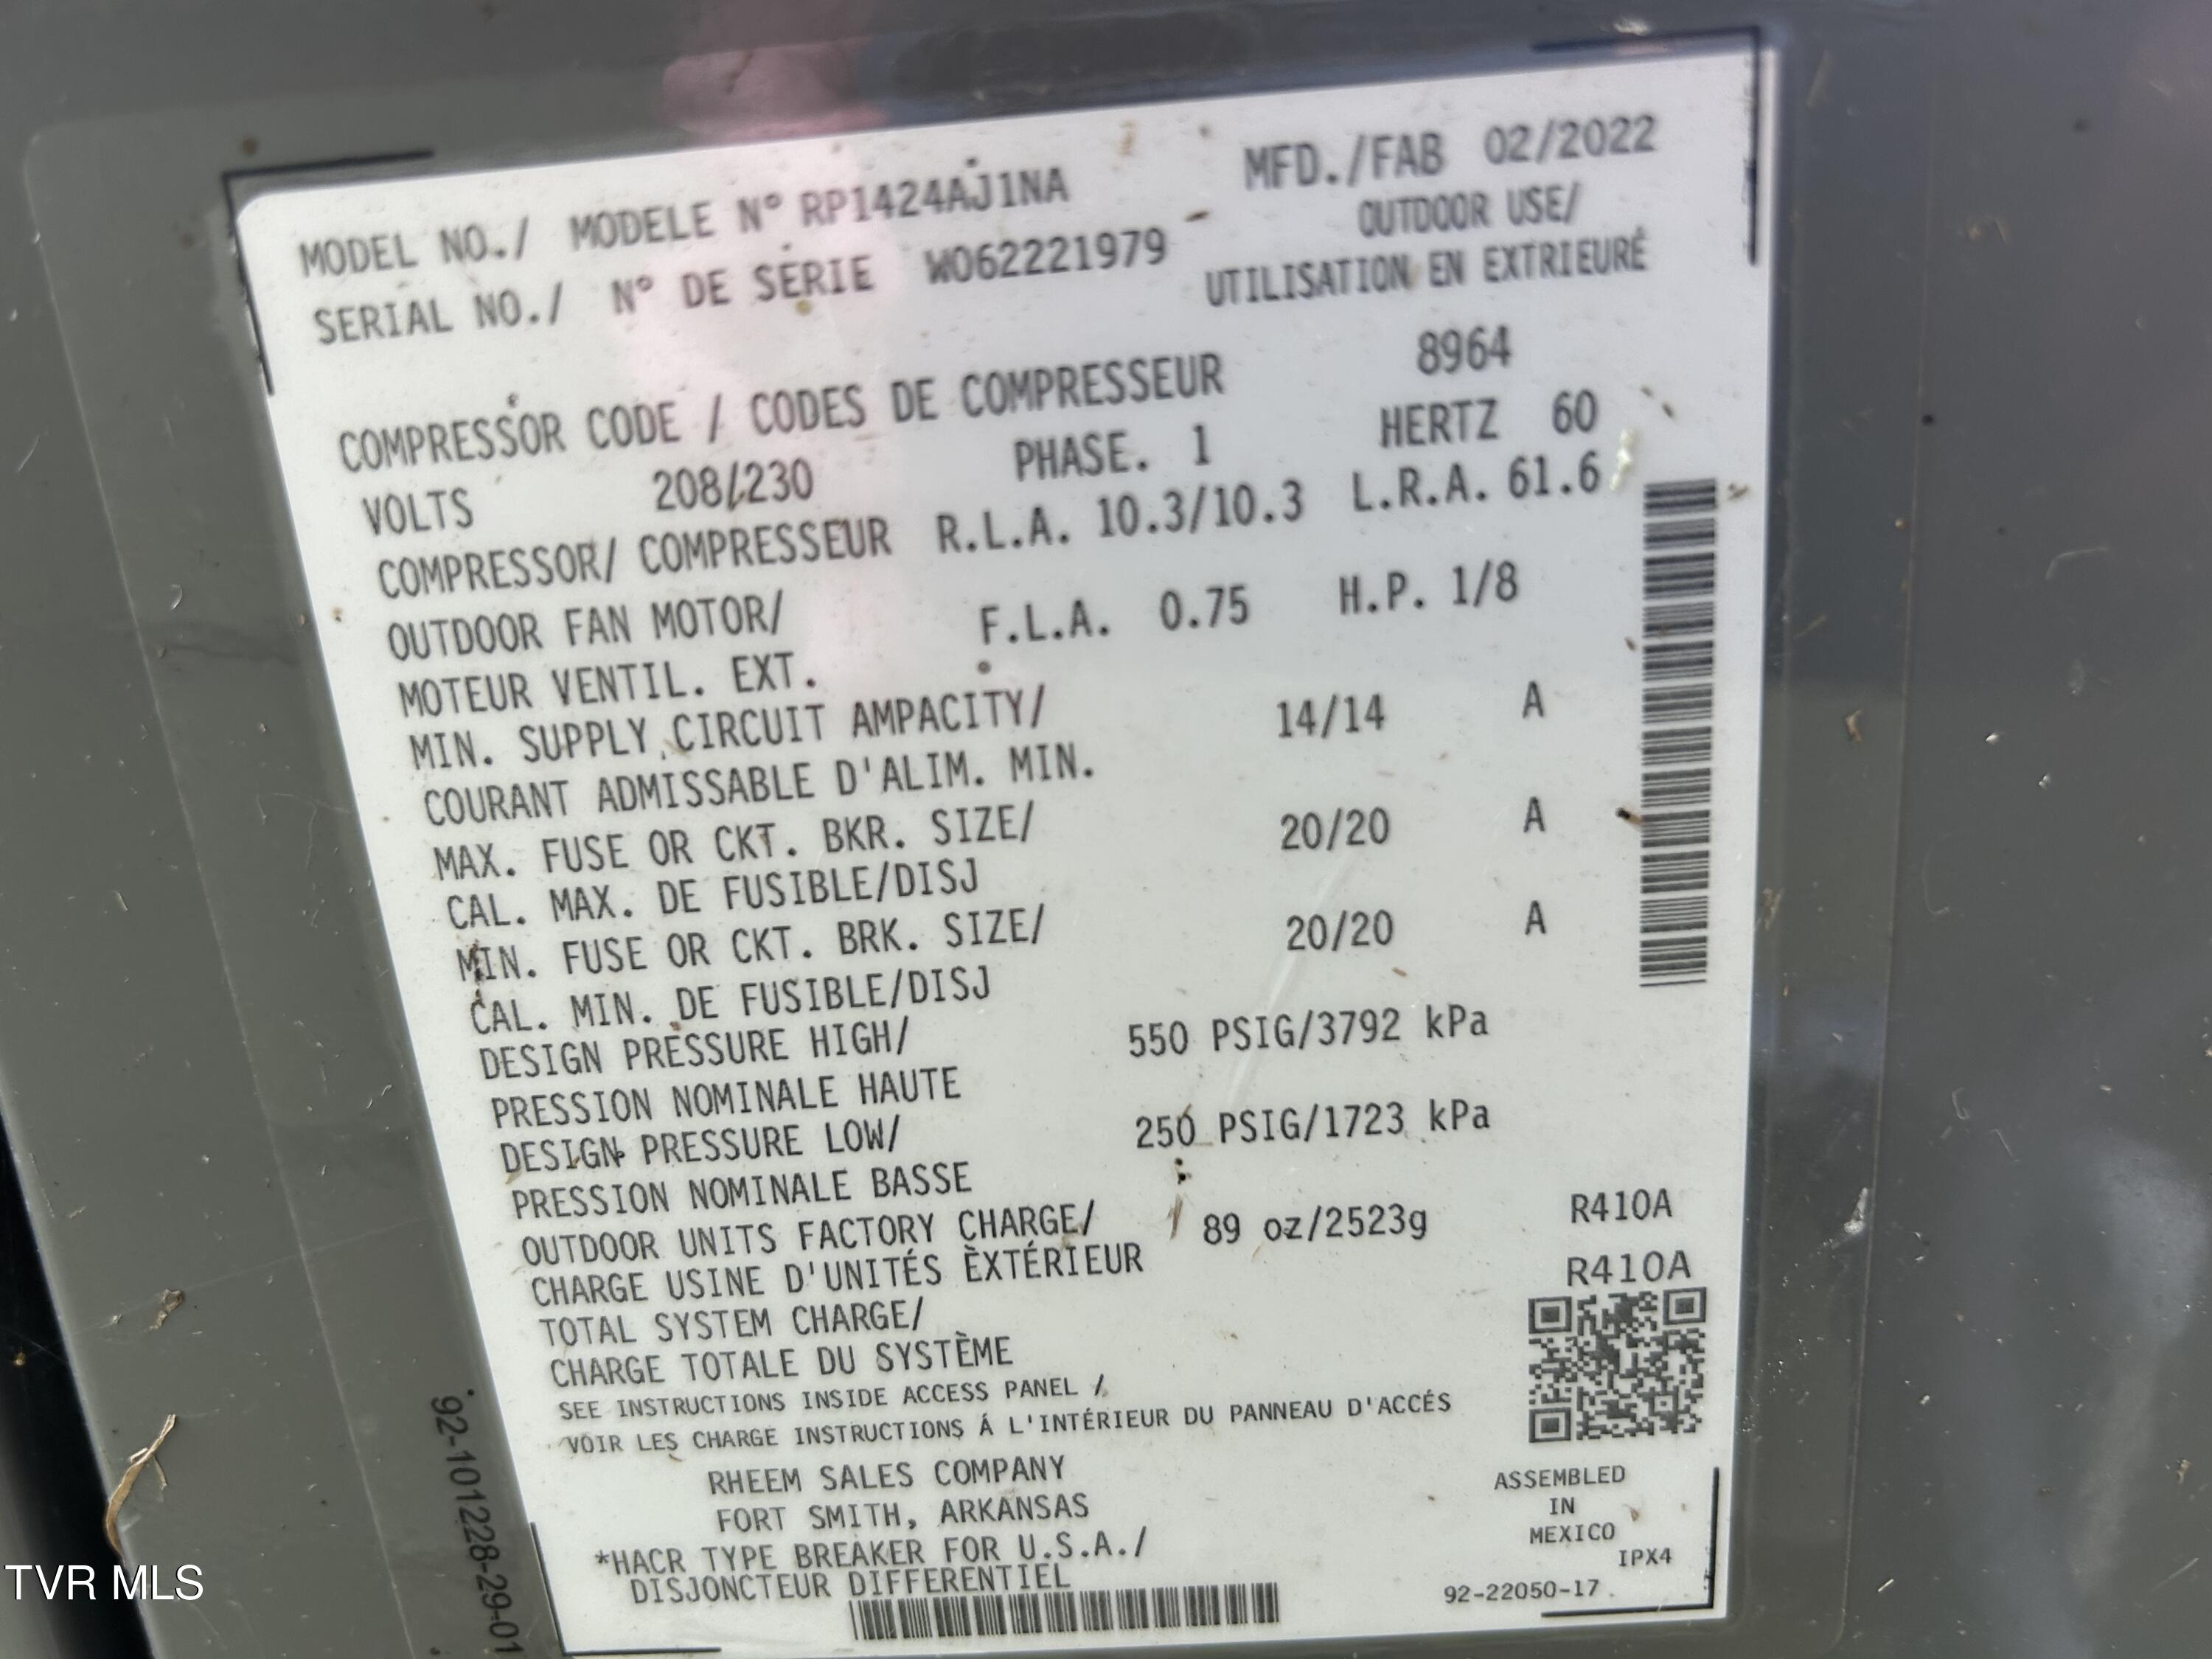 MODEL NO./ MODELE N° RP1424AJ1NA MFD./FAB 02/2022
SERIAL NO./ N° DE SERIE W062221979 OUTDOOR USE/
UTILISATION EN EXTRIEURÉ
COMPRESSOR CODE / CODES DE COMPRESSEUR 8964
VOLTS 208/230 PHASE. 1 HERTZ 60
COMPRESSOR/ COMPRESSEUR R.L.A. 10.3/10.3 L.R.A. 61.6
OUTDOOR FAN MOTOR/ F.L.A. 0.75 H.P. 1/8
MOTEUR VENTIL. EXT.
MIN. SUPPLY CIRCUIT AMPACITY/ 14/14 A
COURANT ADMISSABLE D'ALIM. MIN.
MAX. FUSE OR CKT. BKR. SIZE/ 20/20 A
CAL. MAX. DE FUSIBLE/DISJ
MIN. FUSE OR CKT. BRK. SIZE/ 20/20 A
CAL. MIN. DE FUSIBLE/DISJ
DESIGN PRESSURE HIGH/ 550 PSIG/3792 kPa
PRESSION NOMINALE HAUTE
DESIGN PRESSURE LOW/ 250 PSIG/1723 kPa
PRESSION NOMINALE BASSE
OUTDOOR UNITS FACTORY CHARGE/ 89 oz/2523g R410A
CHARGE USINE D'UNITÉS ÈXTÉRIEUR R410A
TOTAL SYSTEM CHARGE/
CHARGE TOTALE DU SYSTÈME
SEE INSTRUCTIONS INSIDE ACCESS PANEL /
VOIR LES CHARGE INSTRUCTIONS Á L'INTÉRIEUR DU PANNEAU D'ACCÉS
RHEEM SALES COMPANY
FORT SMITH, ARKANSAS
*HACR TYPE BREAKER FOR U.S.A./
DISJONCTEUR DIFFERENTIEL
ASSEMBLED
IN
MEXICO
IPX4
92-22050-17
92-101228-29-01
TVR MLS